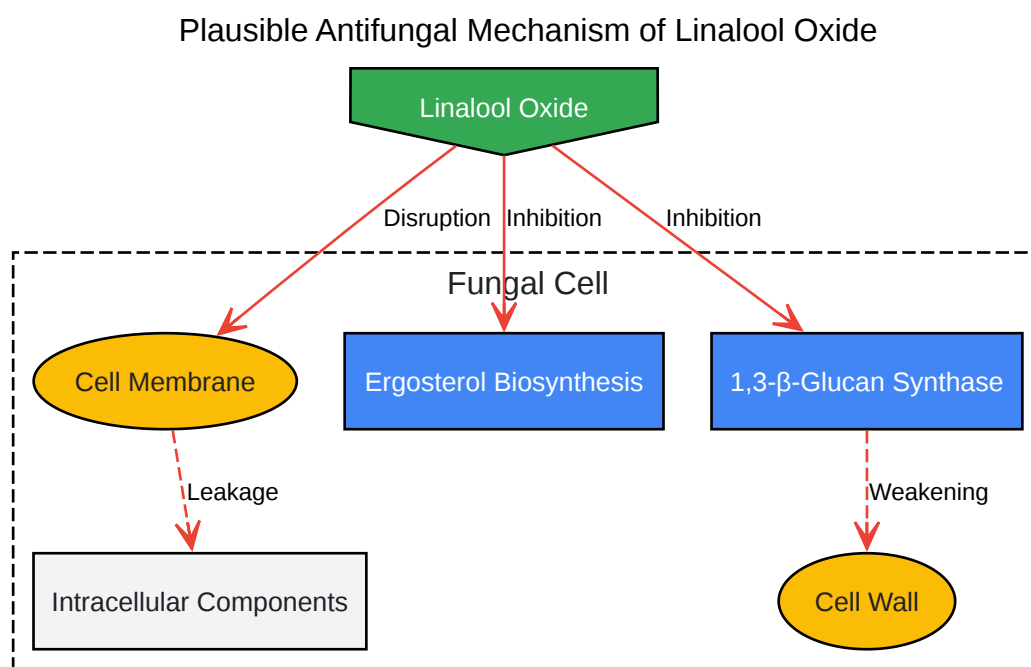 Plausible Antifungal Mechanism of Linalool Oxide
Linalool Oxide
Disruption
Inhibition
Inhibition
Fungal Cell
Cell Membrane
Ergosterol Biosynthesis
1,3-β-Glucan Synthase
Leakage
Weakening
Intracellular Components
Cell Wall